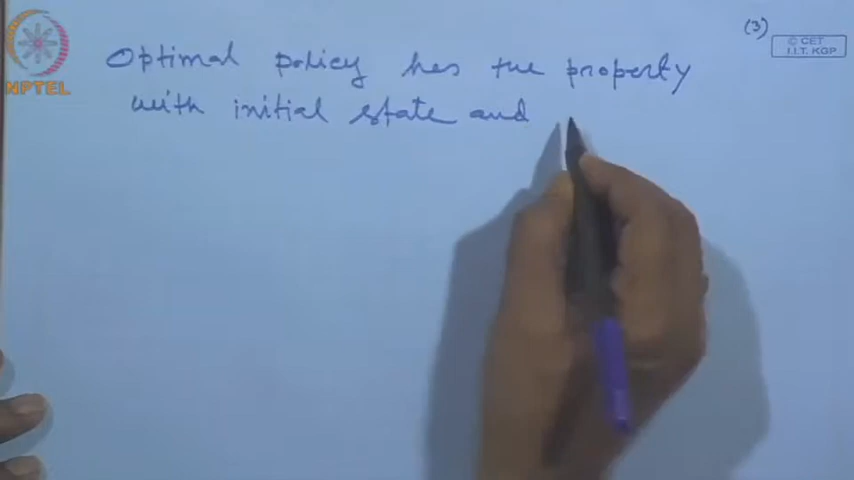 (3)
© CET
I.I.T. KGP
NPTEL
Optimal policy has the property
with initial state and